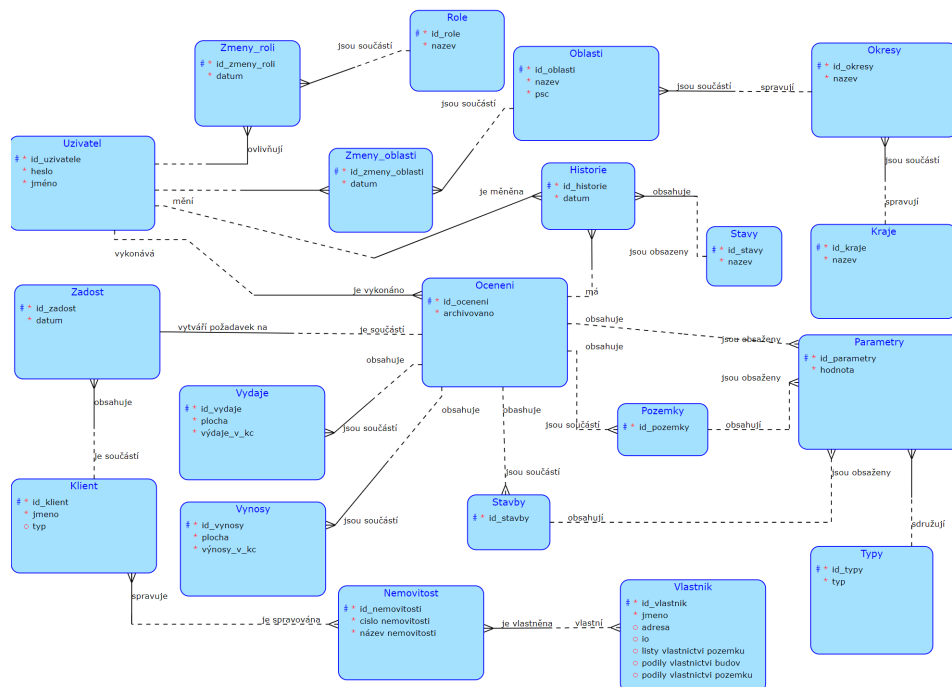 Role
# * id_role
* nazev
Zmeny_roli
# * id_zmeny_roli
* datum
jsou součástí
Oblasti
# * id_oblasti
* nazev
* psc
Okresy
# * id_okresy
* nazev
jsou součástí
spravují
jsou součástí
Uzivatel
# * id_uzivatele
* heslo
* jméno
ovlivňují
Zmeny_oblasti
# * id_zmeny_oblasti
* datum
Historie
# * id_historie
* datum
jsou součástí
mění
je měněna
obsahuje
spravují
Stavy
# * id_stavy
* nazev
Kraje
# * id_kraje
* nazev
vykonává
jsou obsazeny
Zadost
# * id_zadost
* datum
je vykonáno
Oceneni
# * id_oceneni
* archivovano
má
obsahuje
vytváří požadavek na
je součástí
jsou obsaženy
Parametry
# * id_parametry
* hodnota
obsahuje
obsahuje
jsou obsaženy
Vydaje
# * id_vydaje
* plocha
* výdaje_v_kc
obsahuje
obsahuje
obashuje
Pozemky
# * id_pozemky
jsou součástí
jsou součástí
obsahují
je součástí
jsou součástí
jsou obsaženy
Klient
# * id_klient
* jmeno
o typ
Vynosy
# * id_vynosy
* plocha
* výnosy_v_kc
jsou součástí
Stavby
# * id_stavby
obsahují
sdružují
Typy
# * id_typy
* typ
spravuje
je spravována
Nemovitost
# * id_nemovitosti
* cislo nemovitosti
* název nemovitosti
je vlastněna
vlastní
Vlastnik
# * id_vlastnik
* jmeno
o adresa
o io
o listy vlastnictvi pozemku
o podily vlastnictvi budov
o podily vlastnictvi pozemku